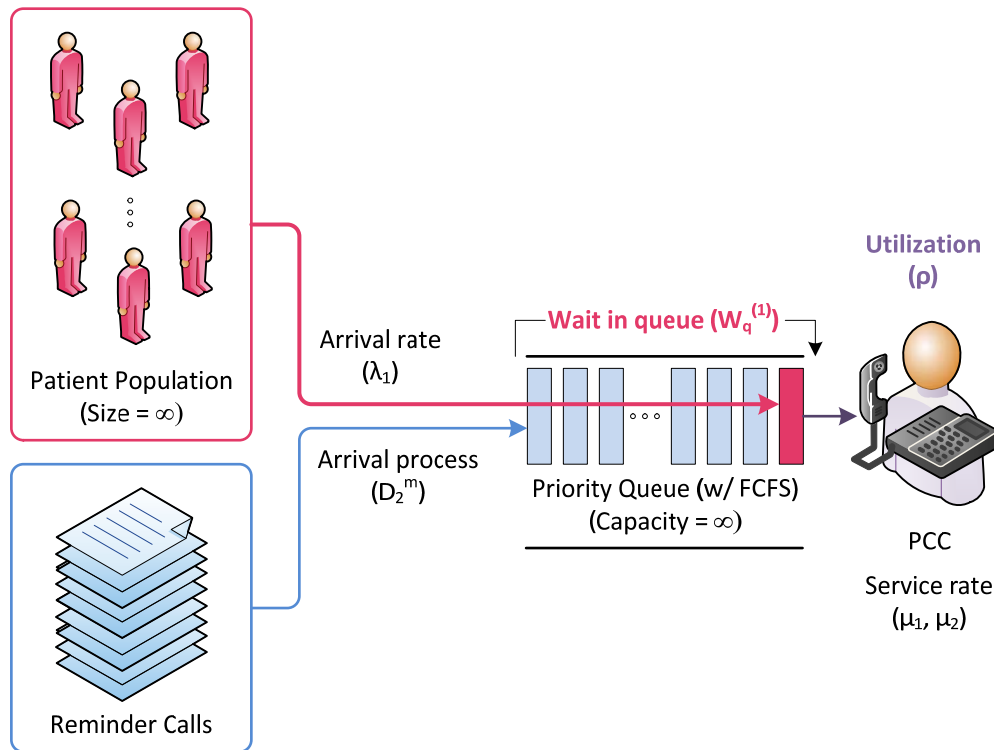 Patient Population
(Size = ∞)
Arrival rate
(λ₁)
Arrival process
(D₂ᵐ)
Reminder Calls
Wait in queue (W_q⁽¹⁾)
Priority Queue (w/ FCFS)
(Capacity = ∞)
Utilization
(ρ)
PCC
Service rate
(μ₁, μ₂)